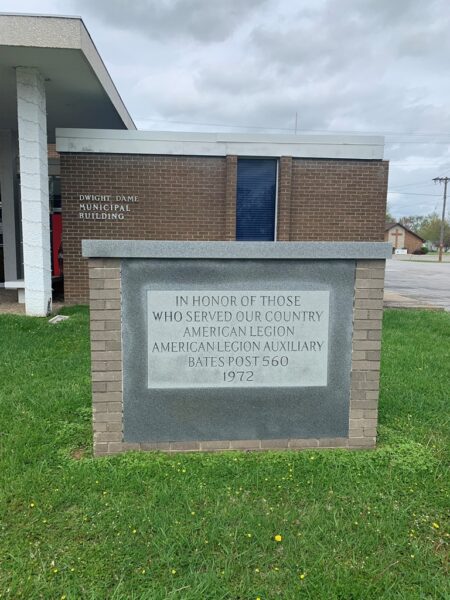 DWIGHT DAME
MUNICIPAL
BUILDING
IN HONOR OF THOSE
WHO SERVED OUR COUNTRY
AMERICAN LEGION
AMERICAN LEGION AUXILIARY
BATES POST 560
1972